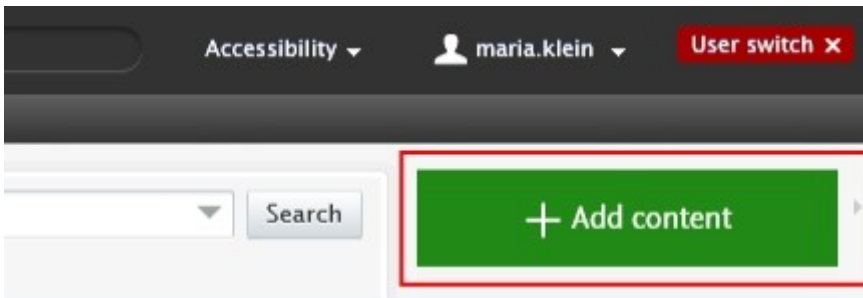 Accessibility maria.klein User switch
Search
+ Add content